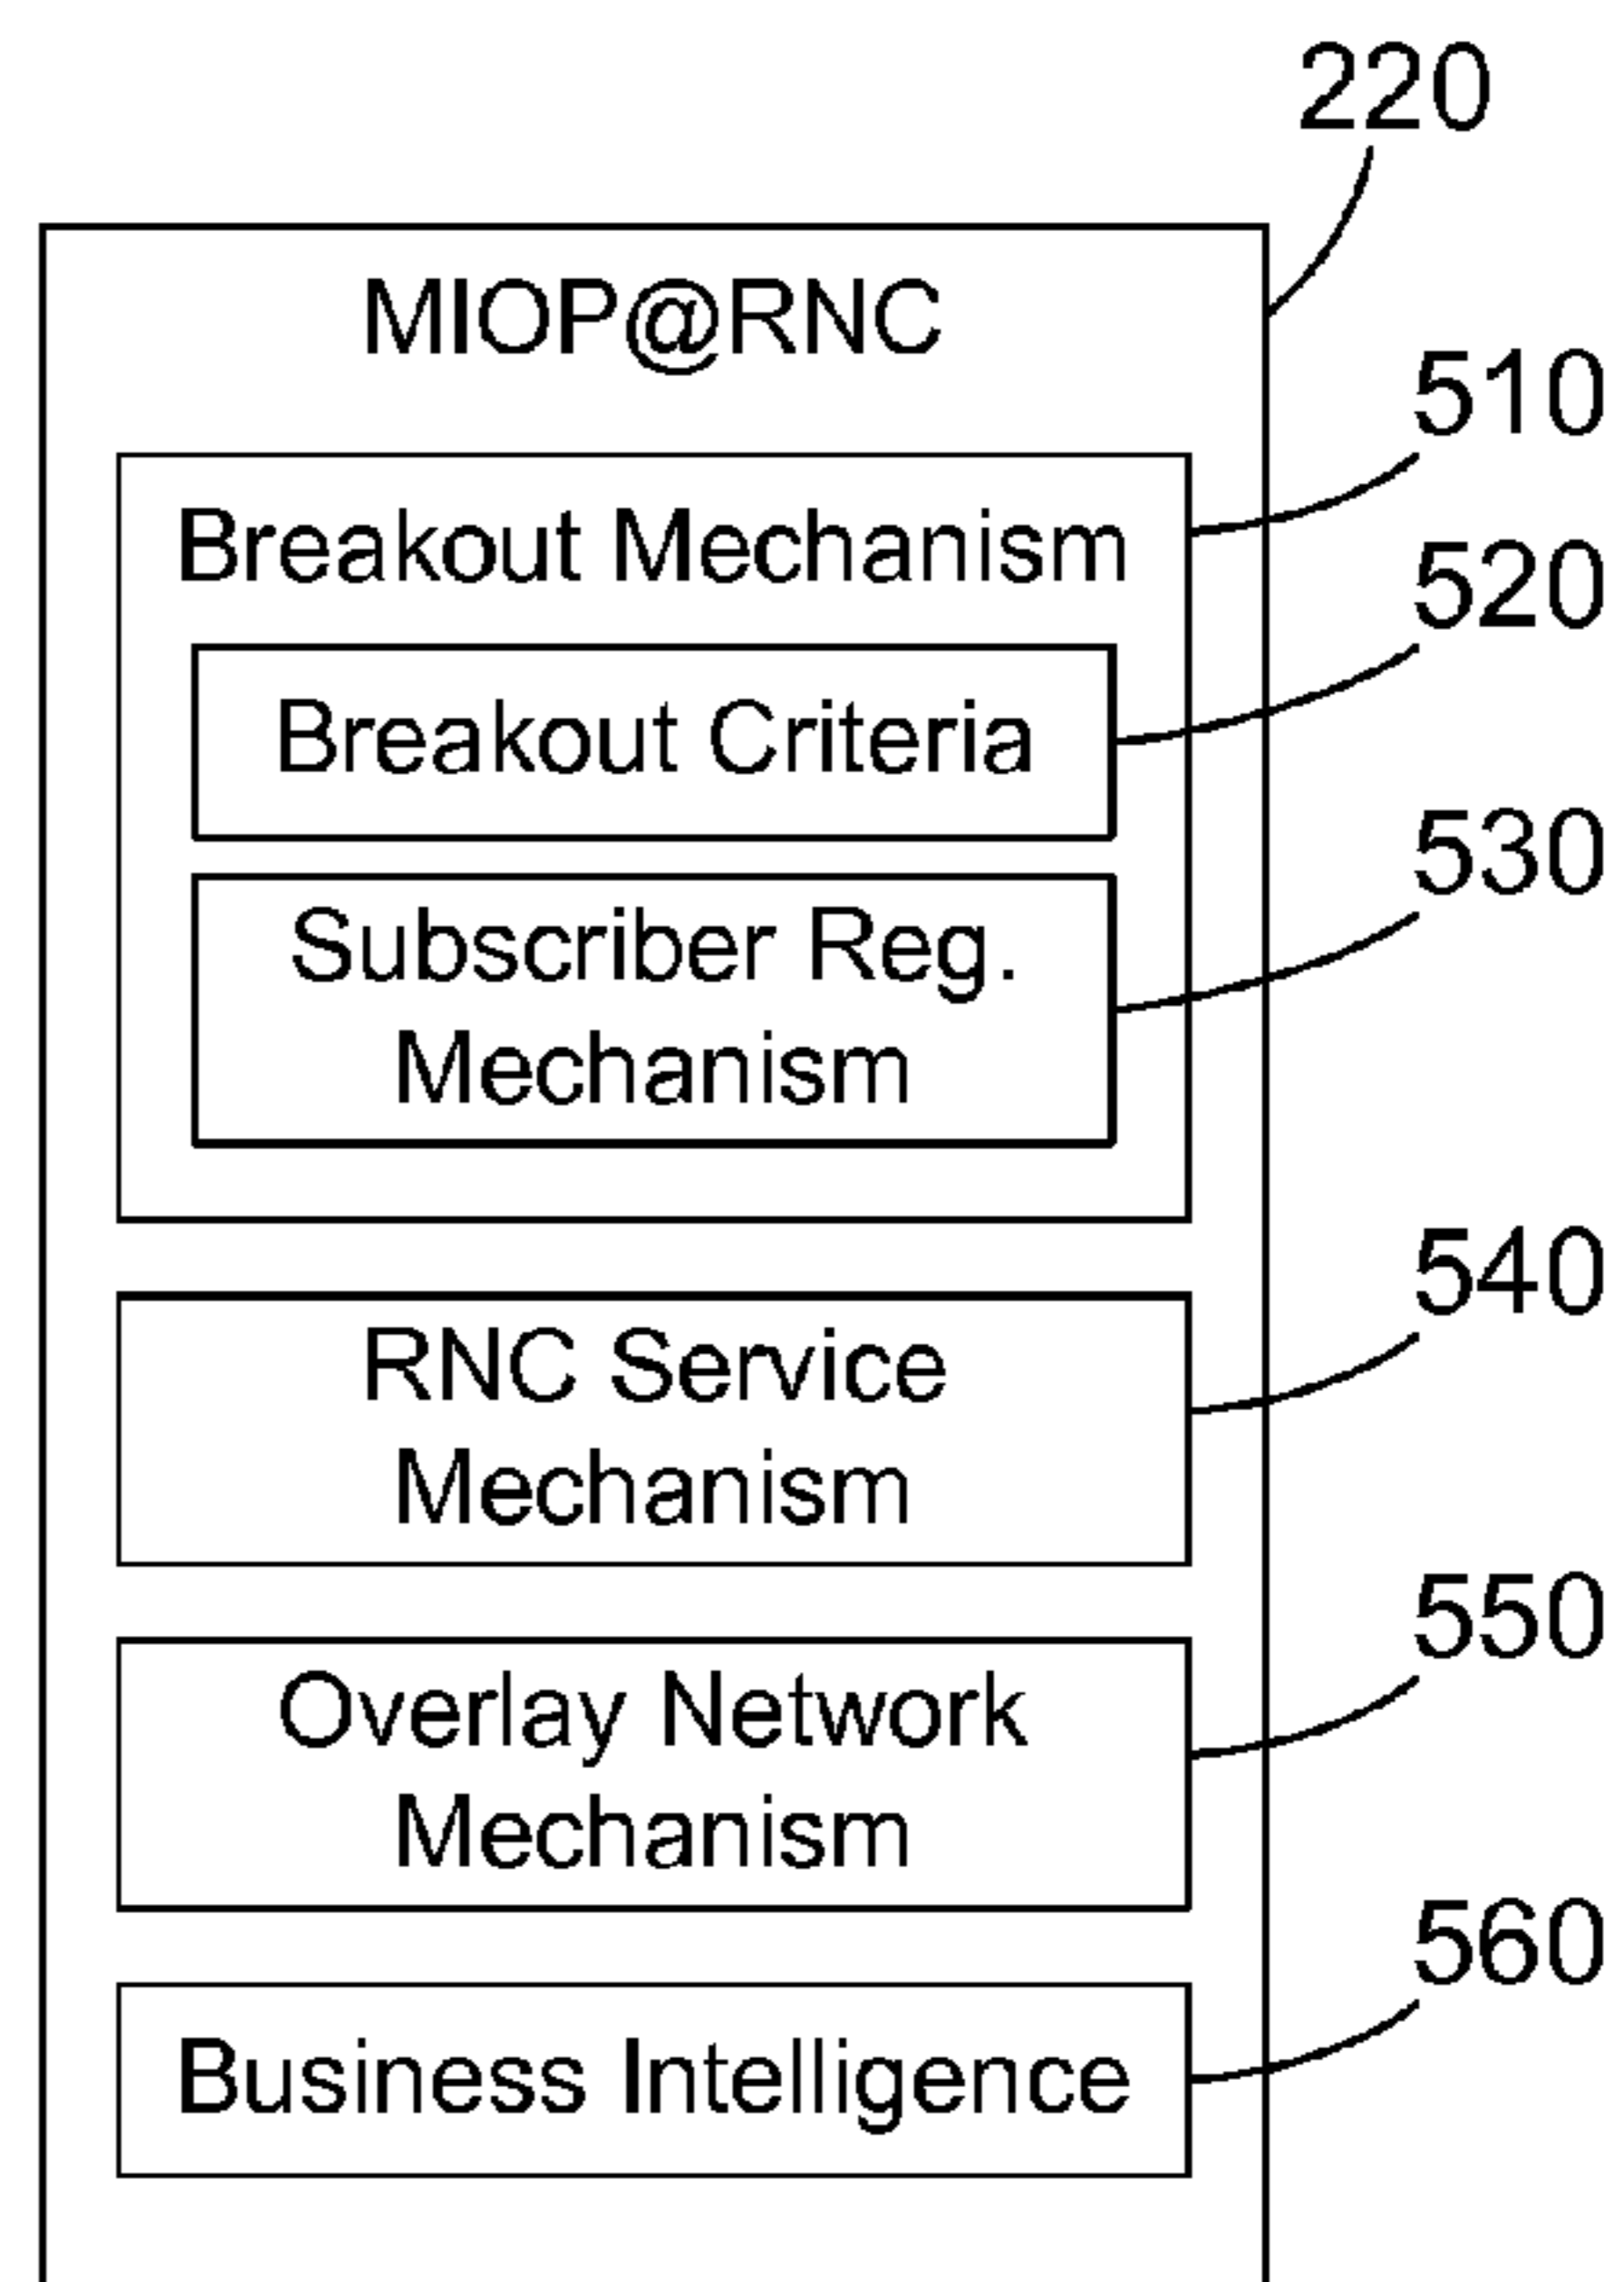 220
MIOP@RNC
510
Breakout Mechanism
520
Breakout Criteria
530
Subscriber Reg.
Mechanism
540
RNC Service
Mechanism
550
Overlay Network
Mechanism
560
Business Intelligence